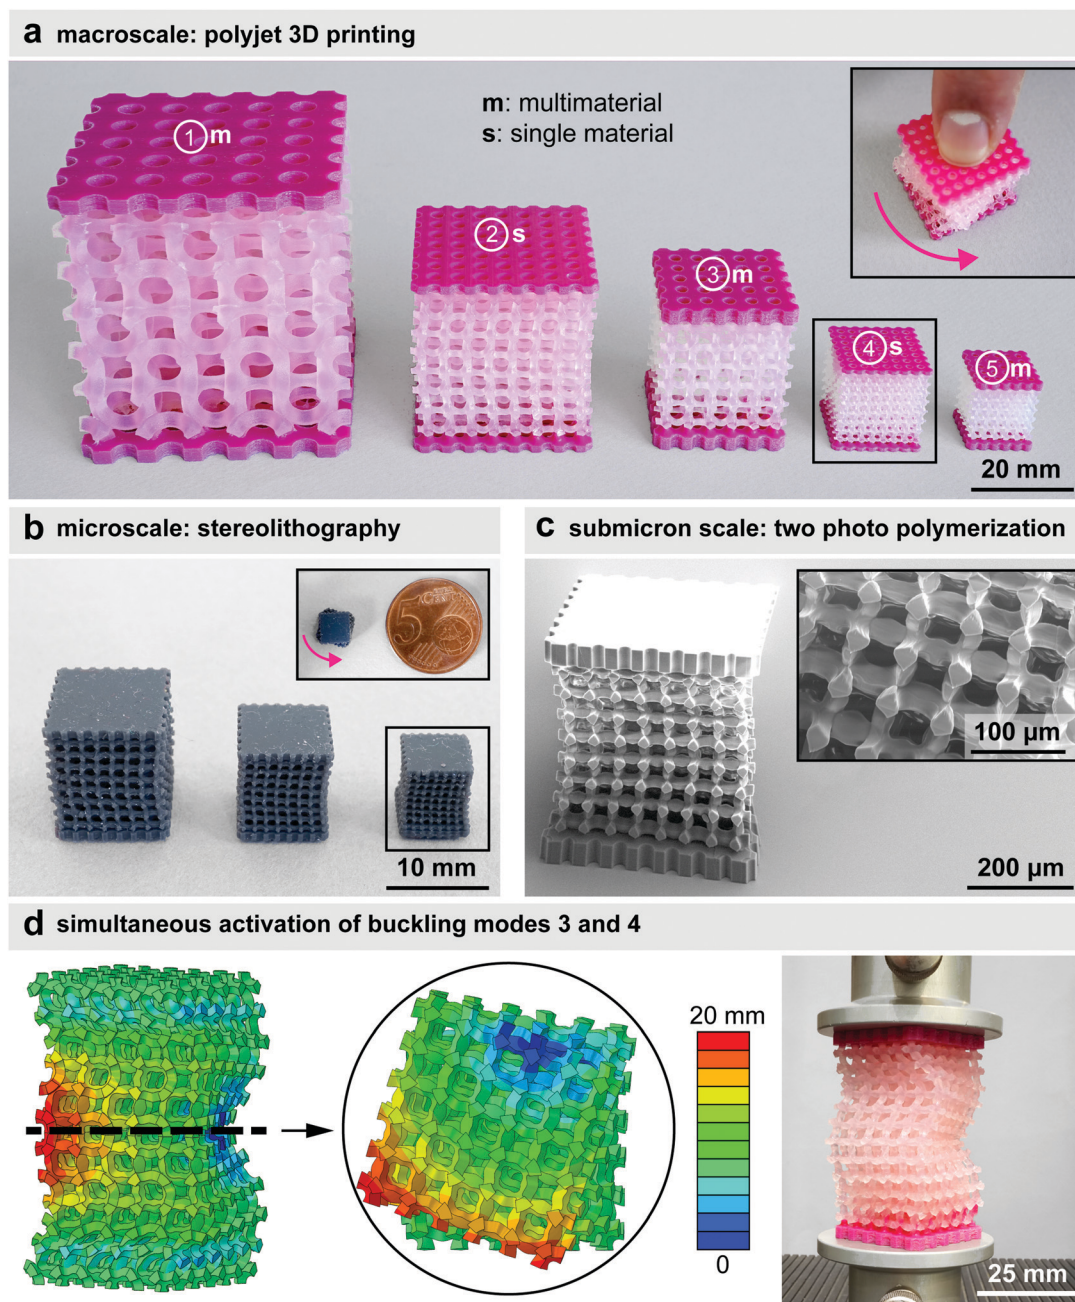 a macroscale: polyjet 3D printing
m: multimaterial
s: single material
1 m
2 s
3 m
4 s
5 m
20 mm
b microscale: stereolithography
5
10 mm
c submicron scale: two photo polymerization
100 µm
200 µm
d simultaneous activation of buckling modes 3 and 4
20 mm
0
25 mm